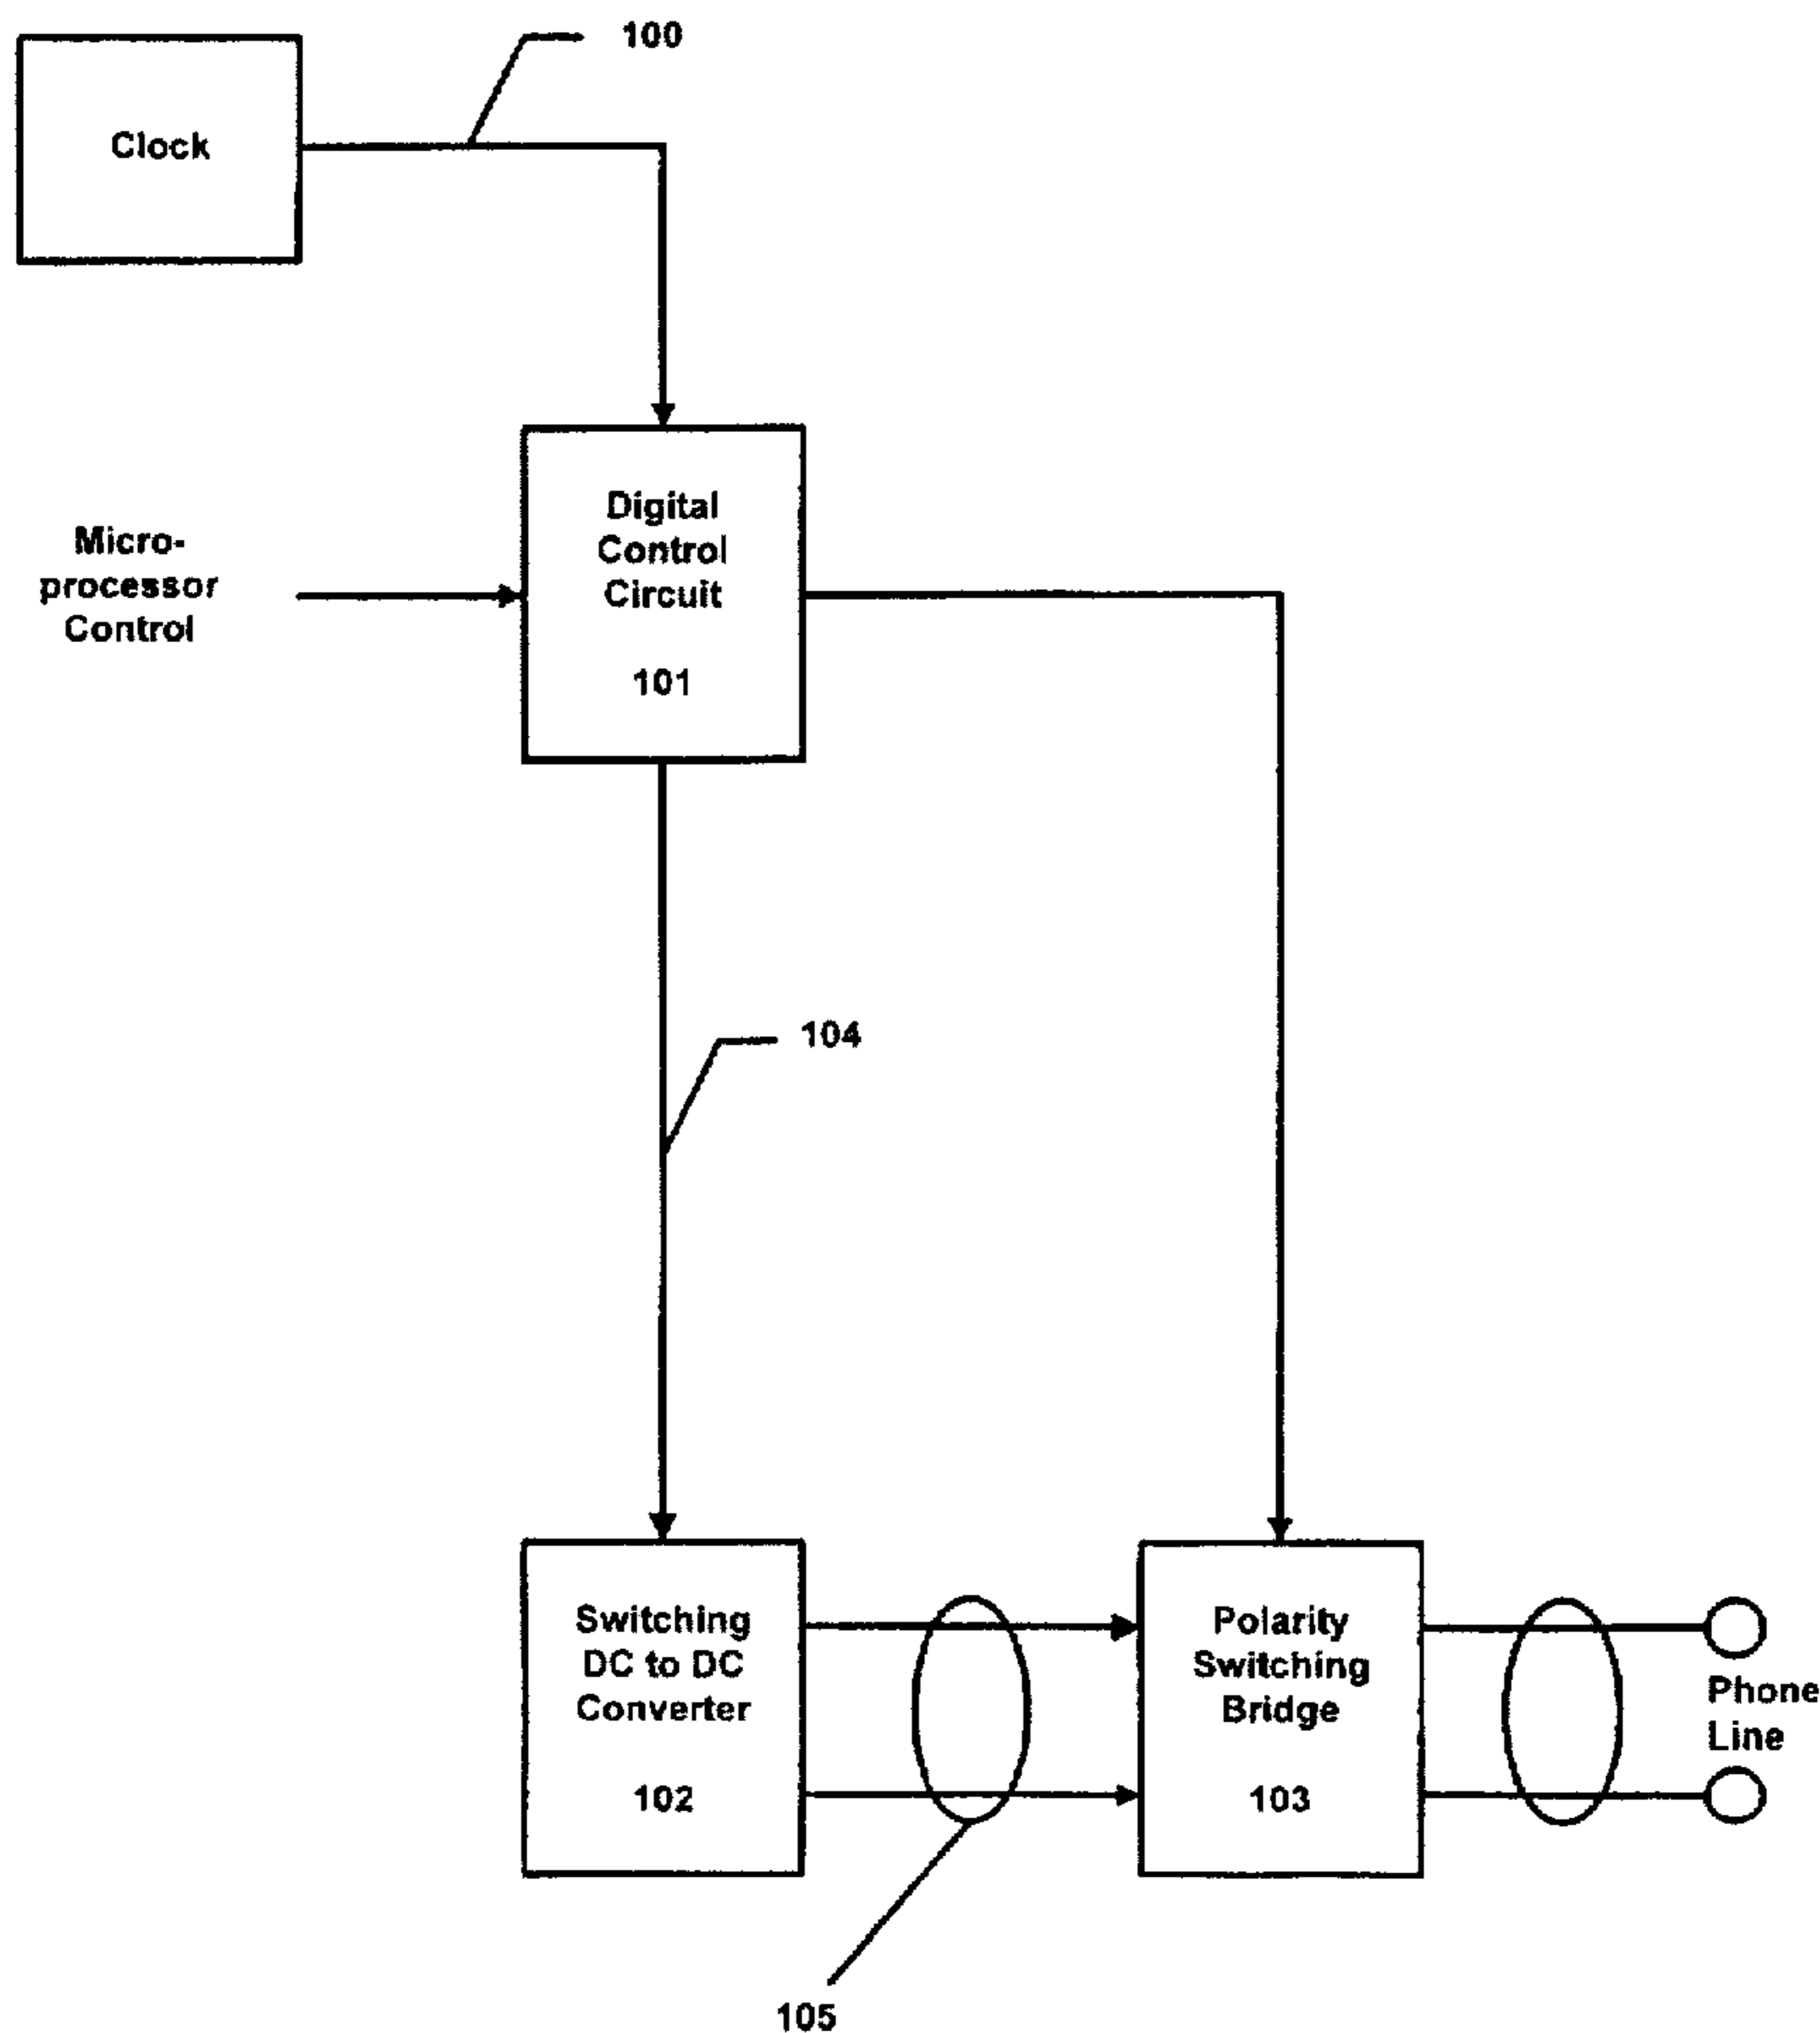 100
Clock
Digital
Control
Circuit
101
Micro-
processor
Control
104
Switching
DC to DC
Converter
102
Polarity
Switching
Bridge
103
Phone
Line
105